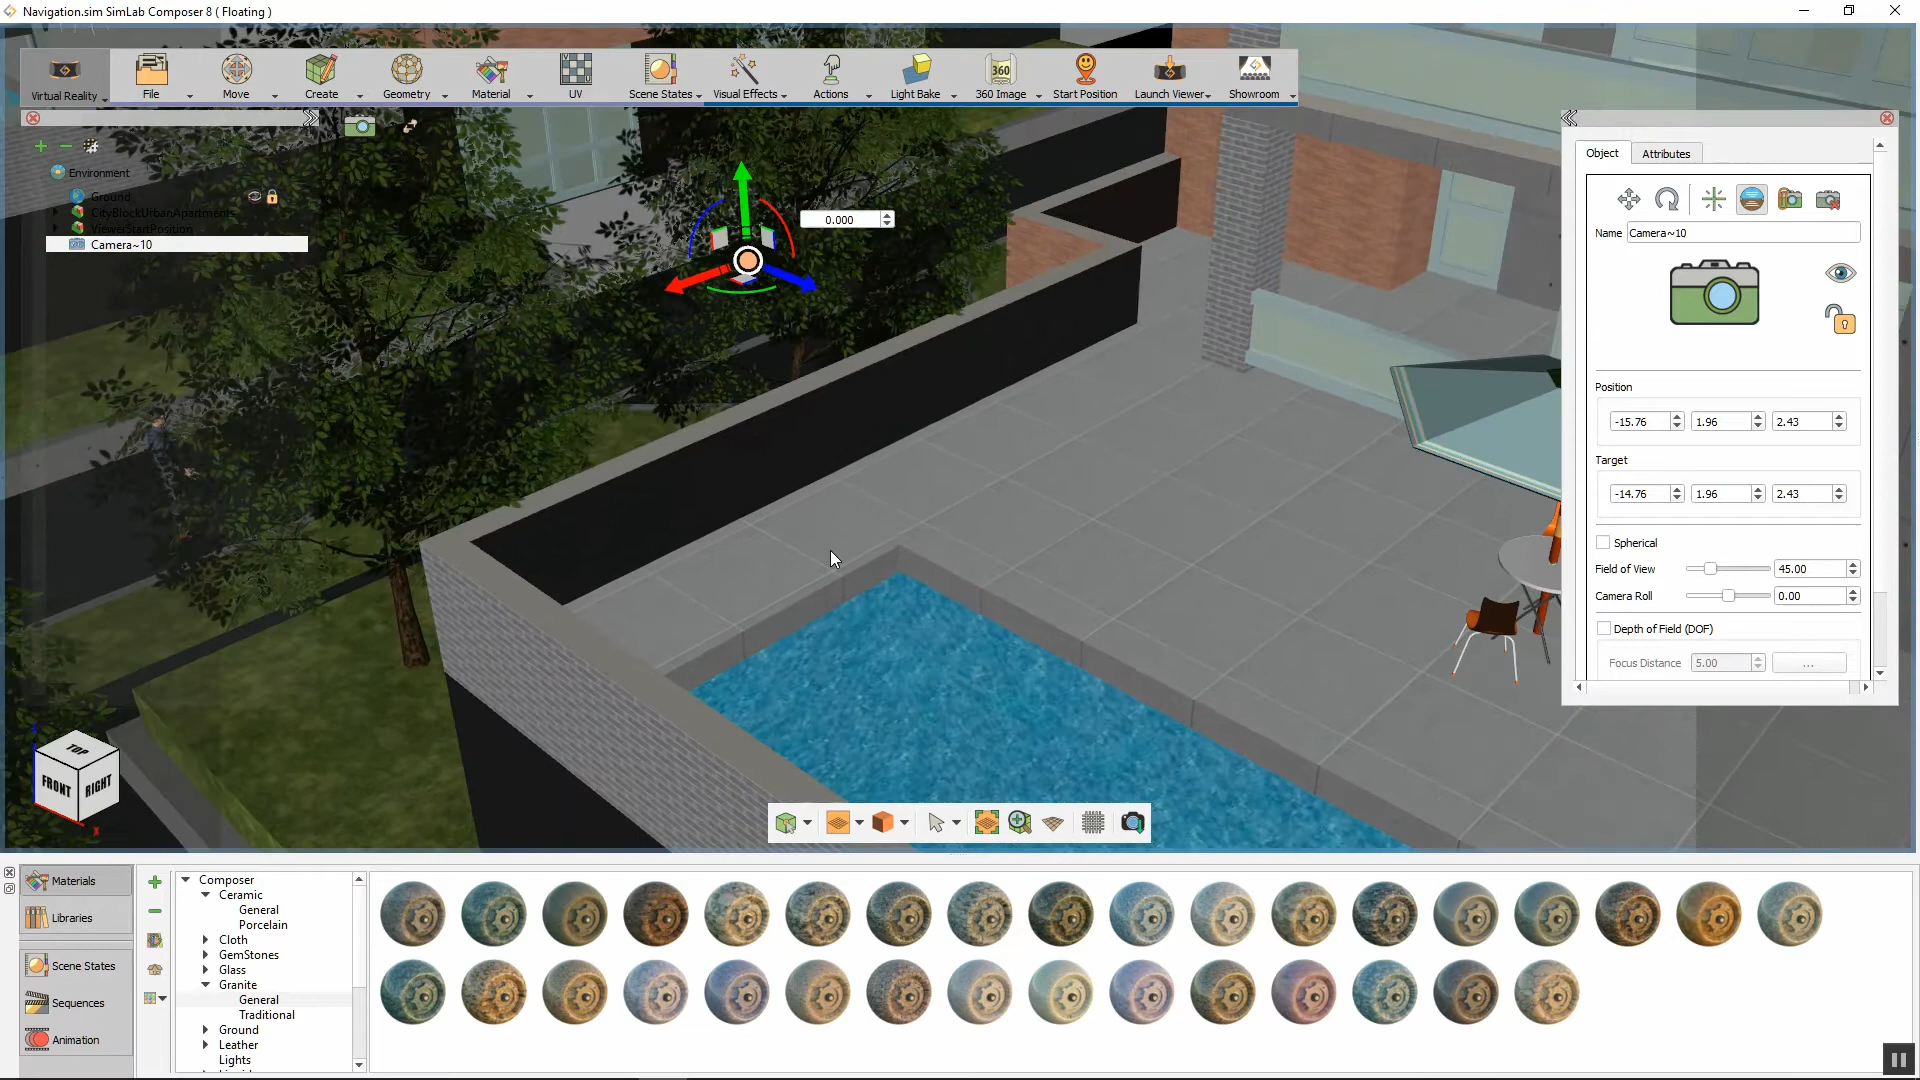 Navigation.sim SimLab Composer 8 ( Floating )
Virtual Reality
File
Move
Create
Geometry
Material
UV
Scene States
Visual Effects
Actions
Light Bake
360
360 Image
Start Position
Launch Viewer
Showroom
Environment
Ground
CityBlockUrbanApartments
ViewerStartPosition
Camera~10
0.000
Object
Attributes
Name
Camera~10
Position
-15.76
1.96
2.43
Target
-14.76
1.96
2.43
Spherical
Field of View
45.00
Camera Roll
0.00
Depth of Field (DOF)
Focus Distance
5.00
...
TOP
FRONT
RIGHT
x
Materials
Libraries
Scene States
Sequences
Animation
Composer
Ceramic
General
Porcelain
Cloth
GemStones
Glass
Granite
General
Traditional
Ground
Leather
Lights